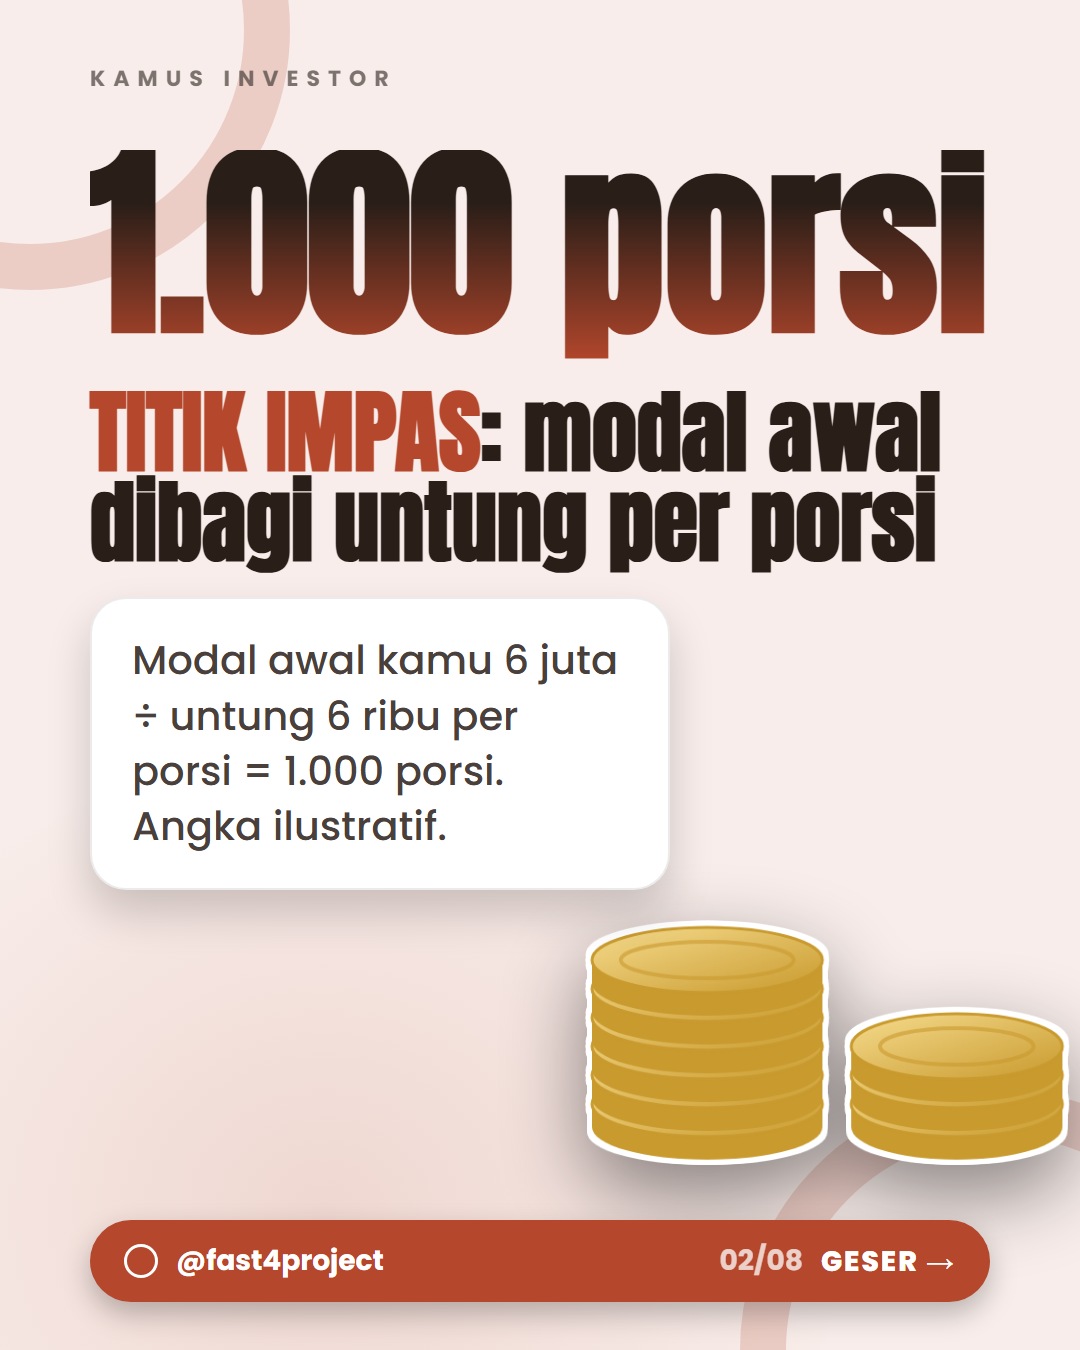 KAMUS INVESTOR
1.000 porsi
TITIK IMPAS: modal awal
dibagi untung per porsi
Modal awal kamu 6 juta
÷ untung 6 ribu per
porsi = 1.000 porsi.
Angka ilustratif.
@fast4project
02/08 GESER →